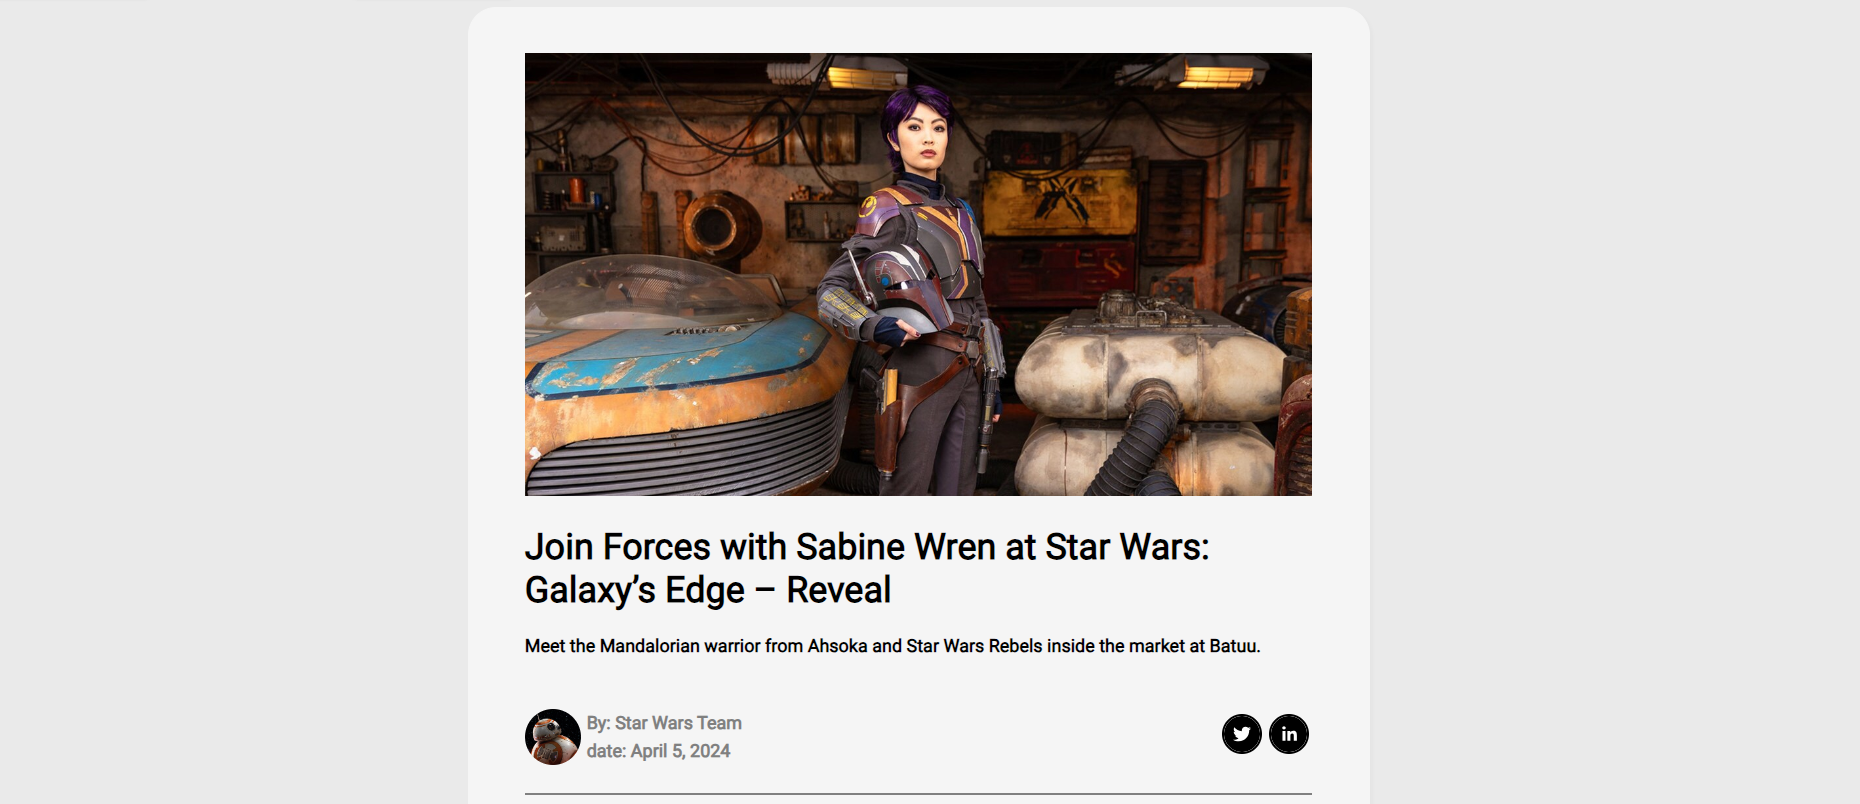 Join Forces with Sabine Wren at Star Wars:
Galaxy’s Edge – Reveal
Meet the Mandalorian warrior from Ahsoka and Star Wars Rebels inside the market at Batuu.
By: Star Wars Team
date: April 5, 2024
in